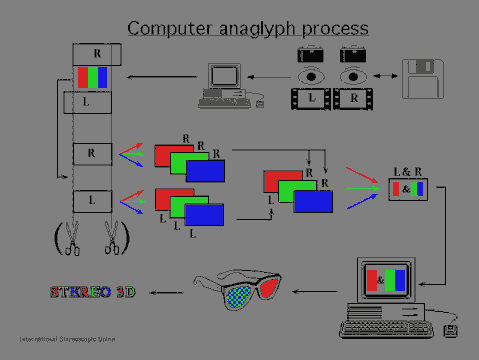 Computer anaglyph process
R
L
L R
R
L
R
R
R
L
L
L
R
R
L
L & R
&
&
STEREO 3D
International Stereoscopic Union